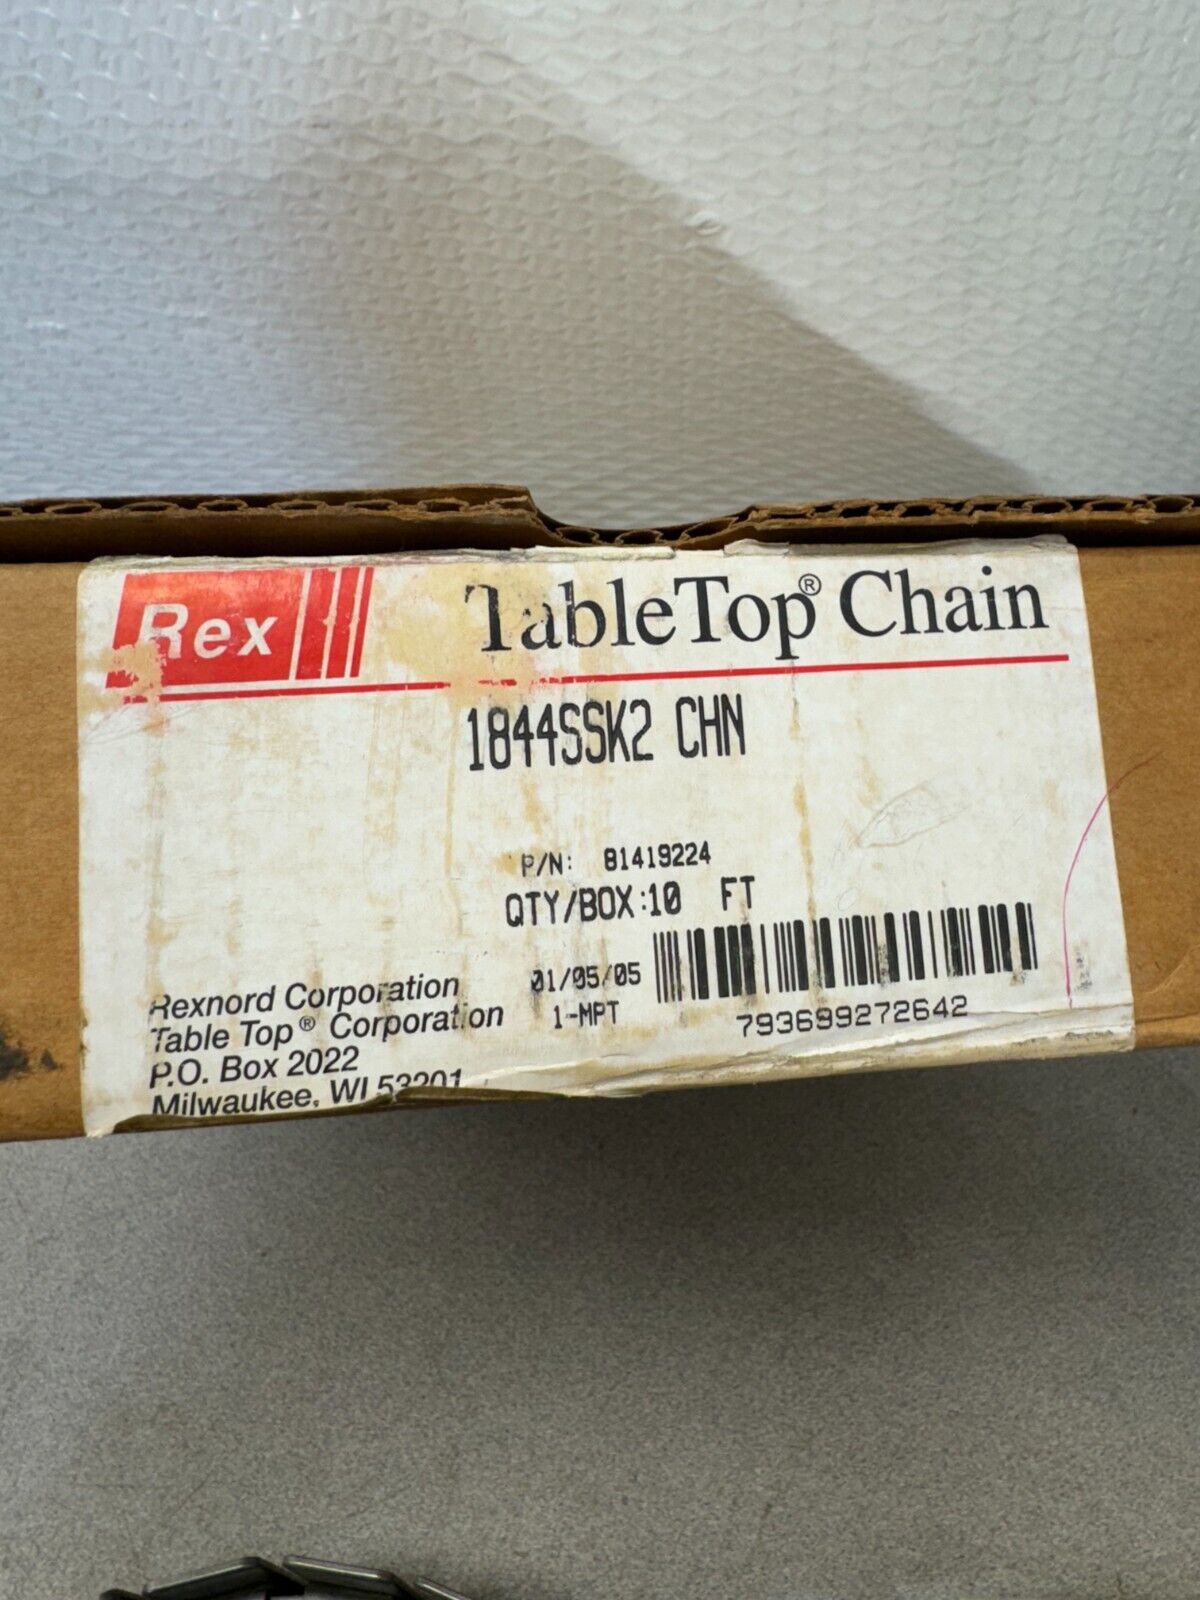 Rex
TableTop® Chain
1844SSK2 CHN
P/N: 81419224
QTY/BOX:10 FT
01/05/05
1-MPT
793699272642
Rexnord Corporation
Table Top® Corporation
P.O. Box 2022
Milwaukee, WI 53201